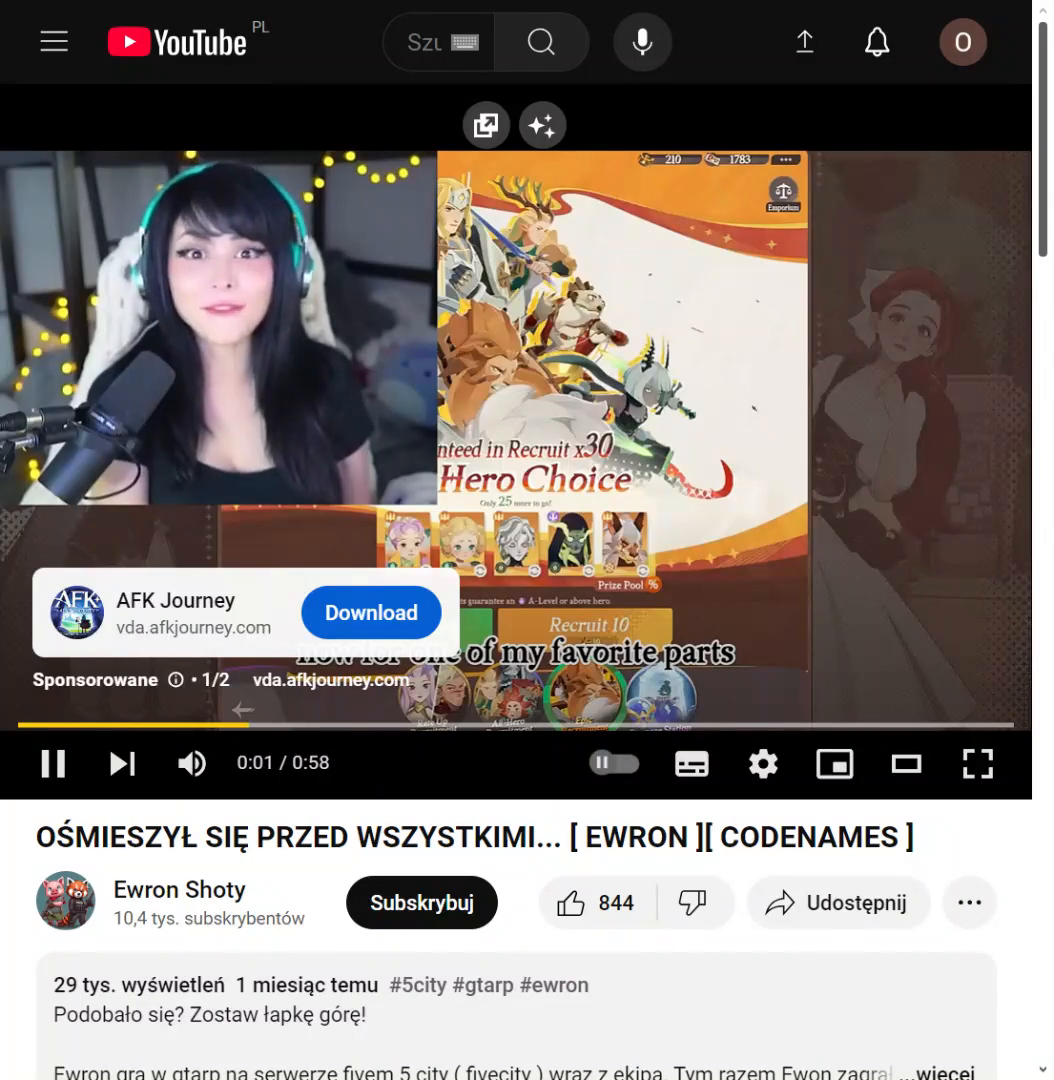 YouTube PL
Szu
O
210 1783
Emporium
nteed in Recruit x30
Hero Choice
Only 25 more to go!
Prize Pool %
AFK Journey
vda.afkjourney.com
Download
ts guarantee an A-Level or above hero.
Recruit 10
now for one of my favorite parts
Sponsorowane • 1/2 vda.afkjourney.com
0:01 / 0:58
OŚMIESZYŁ SIĘ PRZED WSZYSTKIMI... [ EWRON ][ CODENAMES ]
Ewron Shoty
10,4 tys. subskrybentów
Subskrybuj
844
Udostępnij
29 tys. wyświetleń 1 miesiąc temu #5city #gtarp #ewron
Podobało się? Zostaw łapkę górę!
Ewron gra w gtarp na serwerze fivem 5 city ( fivecity ) wraz z ekipą. Tym razem Ewon zagrał ...więcej